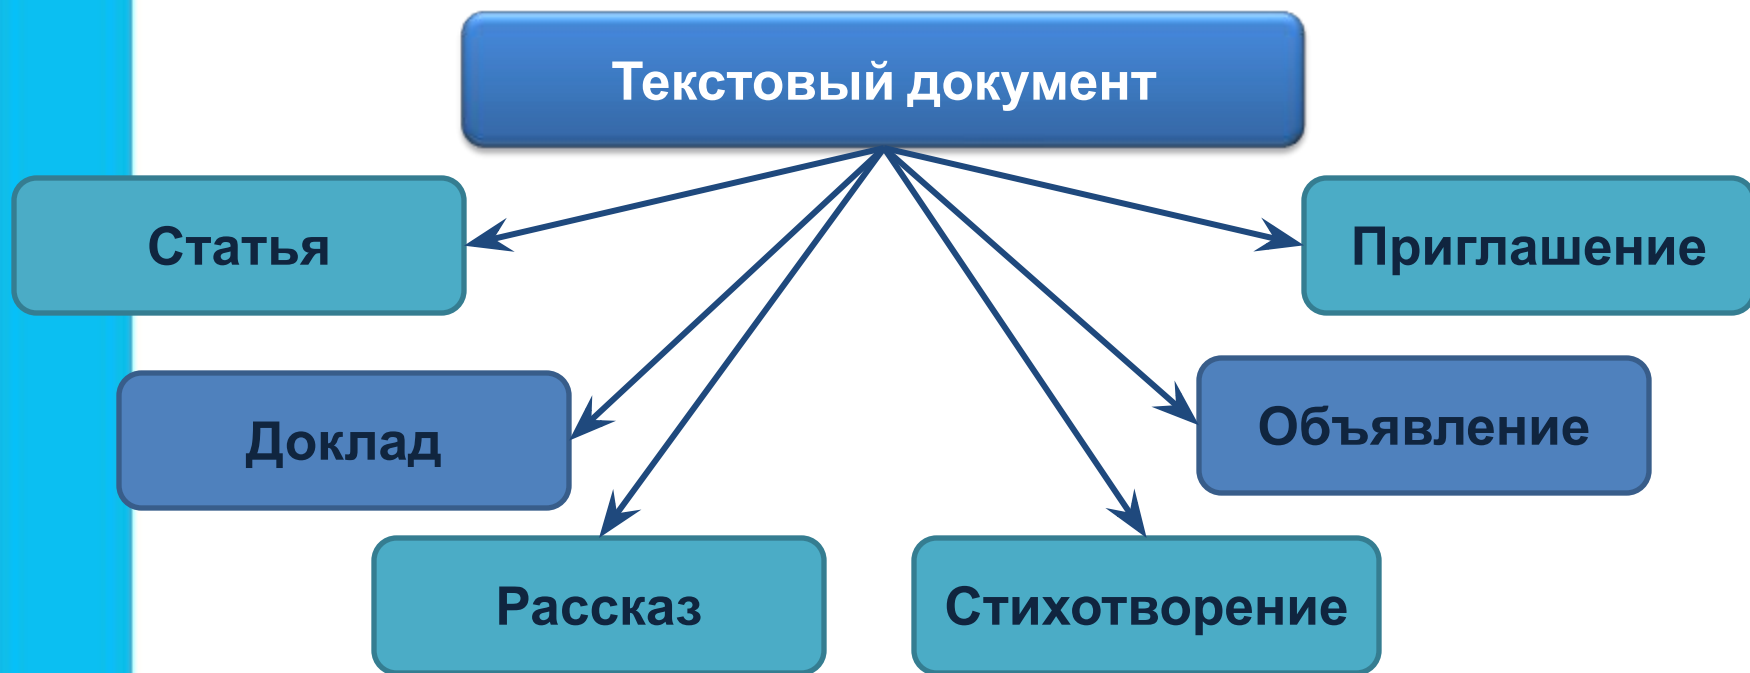 Текстовый документ
Статья
Приглашение
Доклад
Объявление
Рассказ
Стихотворение